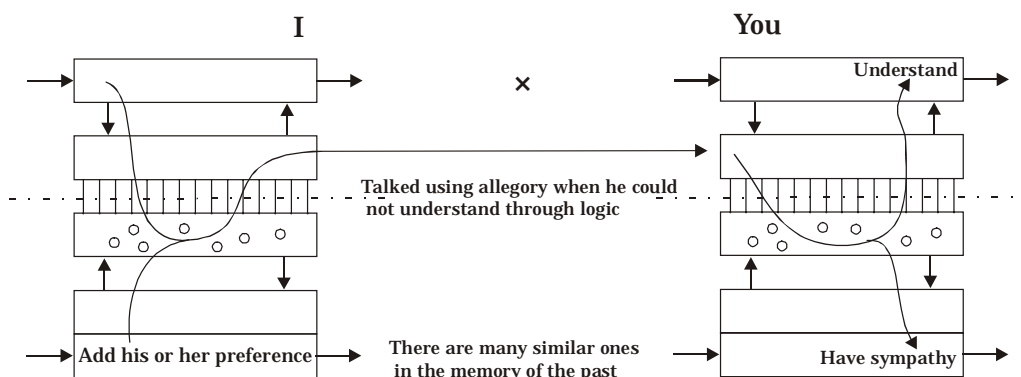 I
You
Understand
×
Talked using allegory when he could
not understand through logic
Add his or her preference
There are many similar ones
in the memory of the past
Have sympathy